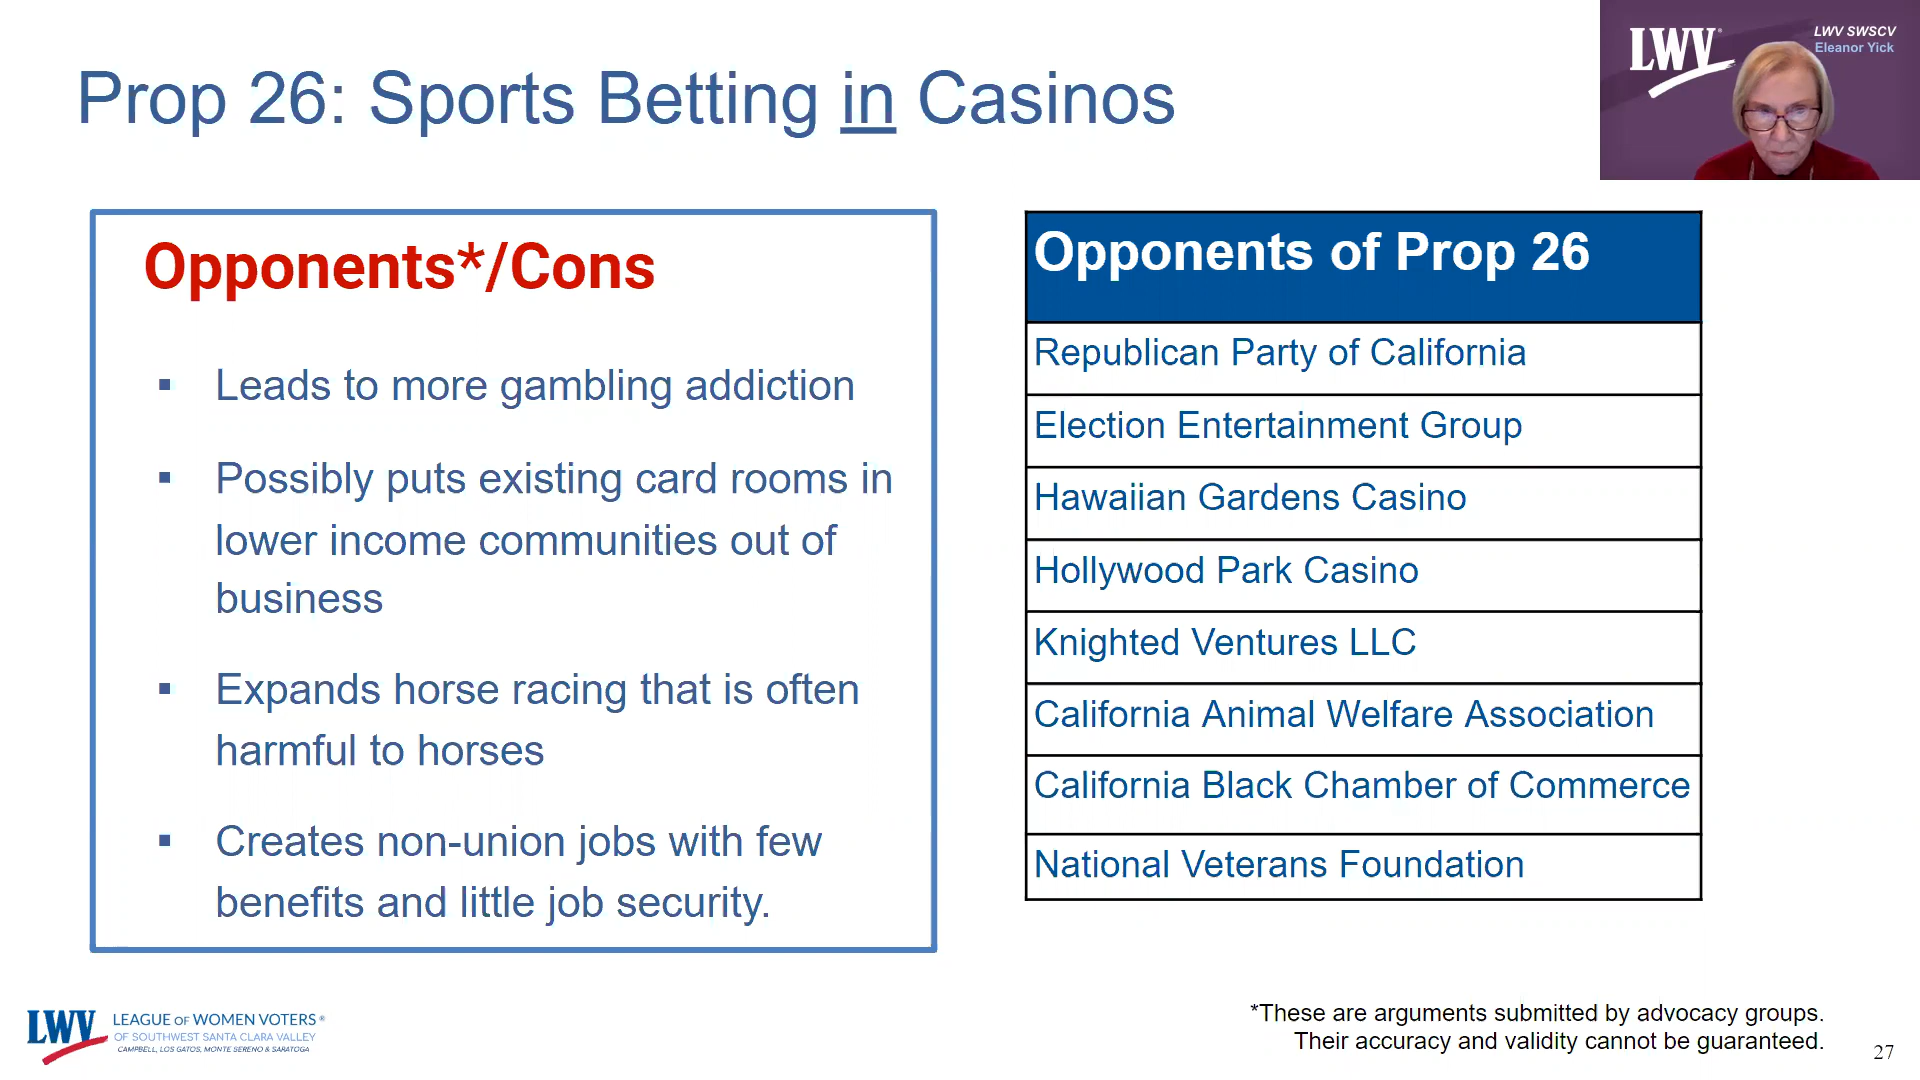 Prop 26: Sports Betting in Casinos
LWV
LWV SWSCV
Eleanor Yick
Opponents*/Cons
▪ Leads to more gambling addiction
▪ Possibly puts existing card rooms in
lower income communities out of
business
▪ Expands horse racing that is often
harmful to horses
▪ Creates non-union jobs with few
benefits and little job security.
Opponents of Prop 26
Republican Party of California
Election Entertainment Group
Hawaiian Gardens Casino
Hollywood Park Casino
Knighted Ventures LLC
California Animal Welfare Association
California Black Chamber of Commerce
National Veterans Foundation
LWV
LEAGUE OF WOMEN VOTERS®
OF SOUTHWEST SANTA CLARA VALLEY
CAMPBELL, LOS GATOS, MONTE SERENO & SARATOGA
*These are arguments submitted by advocacy groups.
Their accuracy and validity cannot be guaranteed.
27